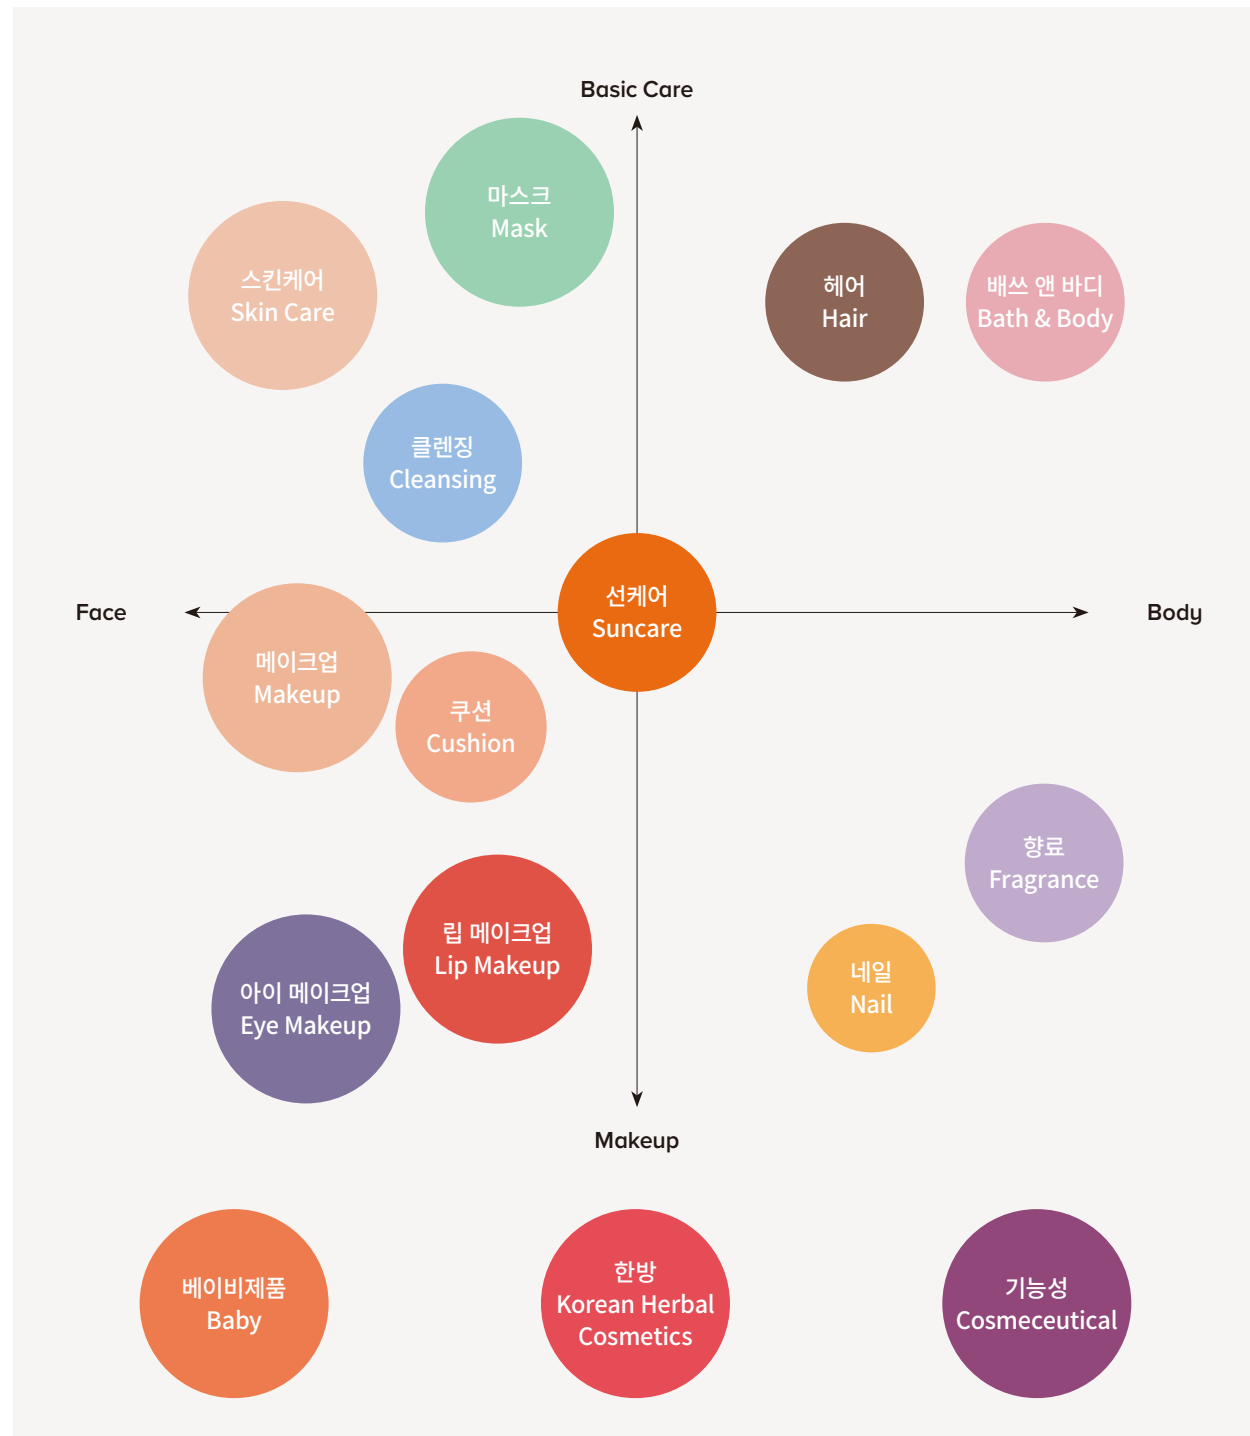 Basic Care
마스크
Mask
스킨케어
Skin Care
헤어
Hair
배쓰 앤 바디
Bath & Body
클렌징
Cleansing
선케어
Suncare
Face
Body
메이크업
Makeup
쿠션
Cushion
향료
Fragrance
립 메이크업
Lip Makeup
아이 메이크업
Eye Makeup
네일
Nail
Makeup
베이비제품
Baby
한방
Korean Herbal
Cosmetics
기능성
Cosmeceutical